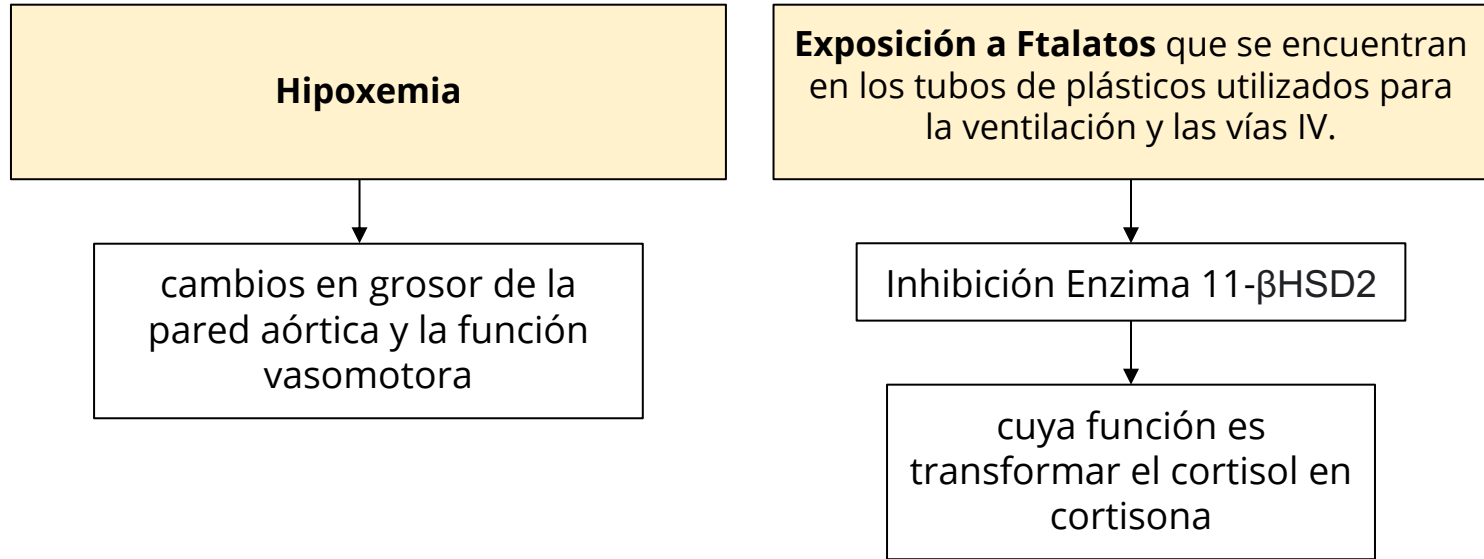 Hipoxemia
cambios en grosor de la
pared aórtica y la función
vasomotora
Exposición a Ftalatos que se encuentran
en los tubos de plásticos utilizados para
la ventilación y las vías IV.
Inhibición Enzima 11-βHSD2
cuya función es
transformar el cortisol en
cortisona